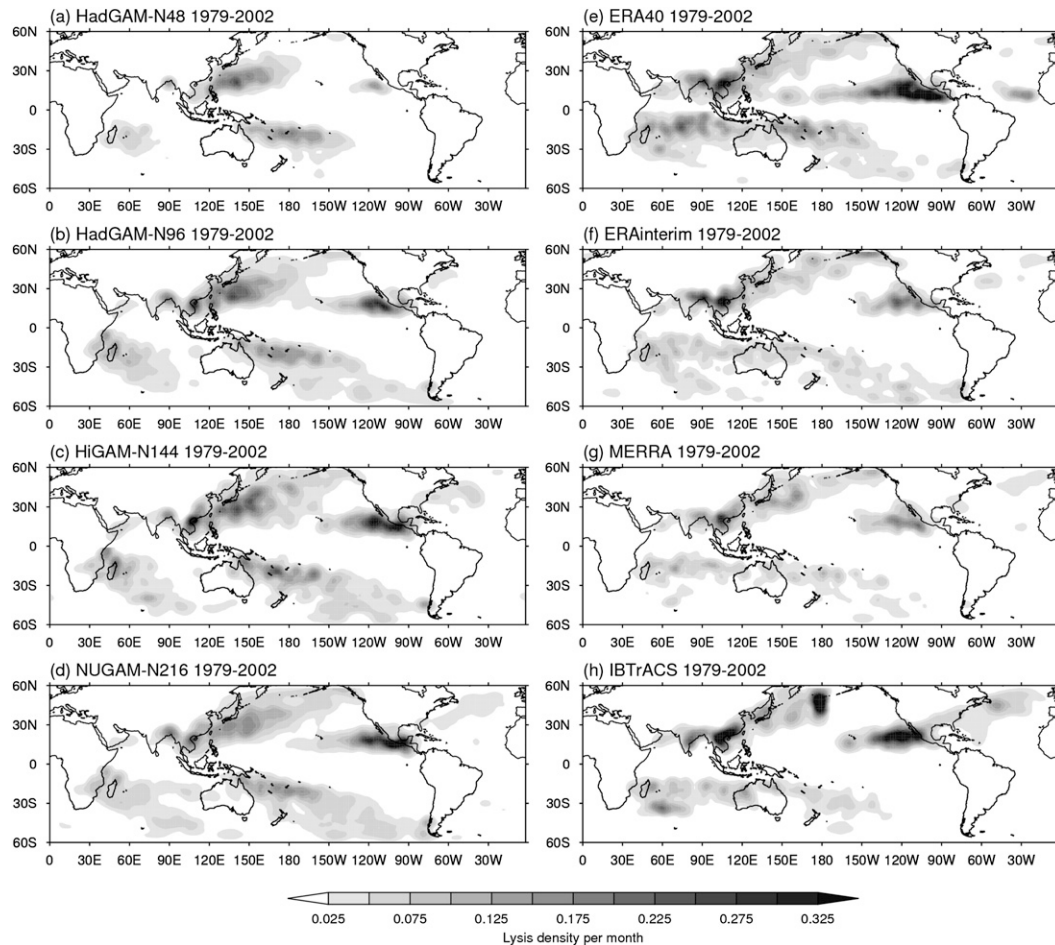 (a) HadGAM-N48 1979-2002
60N
30N
0
30S
60S
0 30E 60E 90E 120E 150E 180 150W 120W 90W 60W 30W
(b) HadGAM-N96 1979-2002
60N
30N
0
30S
60S
0 30E 60E 90E 120E 150E 180 150W 120W 90W 60W 30W
(c) HiGAM-N144 1979-2002
60N
30N
0
30S
60S
0 30E 60E 90E 120E 150E 180 150W 120W 90W 60W 30W
(d) NUGAM-N216 1979-2002
60N
30N
0
30S
60S
0 30E 60E 90E 120E 150E 180 150W 120W 90W 60W 30W
(e) ERA40 1979-2002
60N
30N
0
30S
60S
0 30E 60E 90E 120E 150E 180 150W 120W 90W 60W 30W
(f) ERAinterim 1979-2002
60N
30N
0
30S
60S
0 30E 60E 90E 120E 150E 180 150W 120W 90W 60W 30W
(g) MERRA 1979-2002
60N
30N
0
30S
60S
0 30E 60E 90E 120E 150E 180 150W 120W 90W 60W 30W
(h) IBTrACS 1979-2002
60N
30N
0
30S
60S
0 30E 60E 90E 120E 150E 180 150W 120W 90W 60W 30W
0.025 0.075 0.125 0.175 0.225 0.275 0.325
Lysis density per month